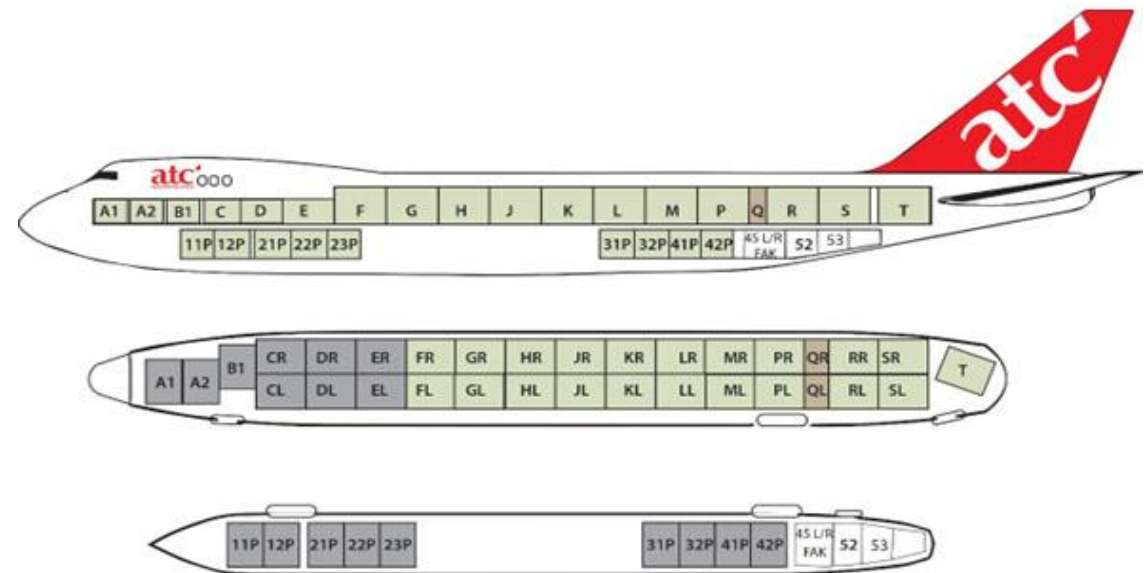 atc
atc
A1 A2 B1 C D E F G H J K L M P Q R S T
11P 12P 21P 22P 23P 31P 32P 41P 42P 45 L/R 52 53
FAK
CR DR ER FR GR HR JR KR LR MR PR QR RR SR
A1 A2 B1 T
CL DL EL FL GL HL JL KL LL ML PL QL RL SL
11P 12P 21P 22P 23P 31P 32P 41P 42P 45 L/R 52 53
FAK